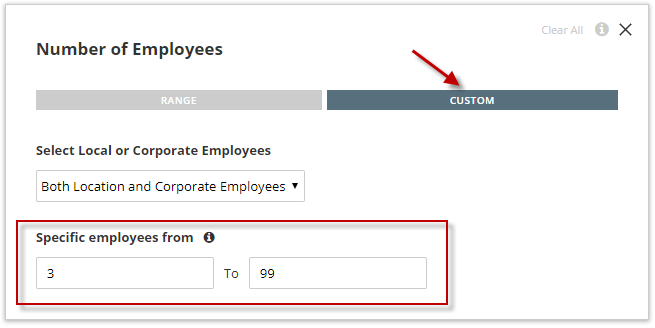 Clear All
Number of Employees
RANGE CUSTOM
Select Local or Corporate Employees
Both Location and Corporate Employees
Specific employees from
3 To 99